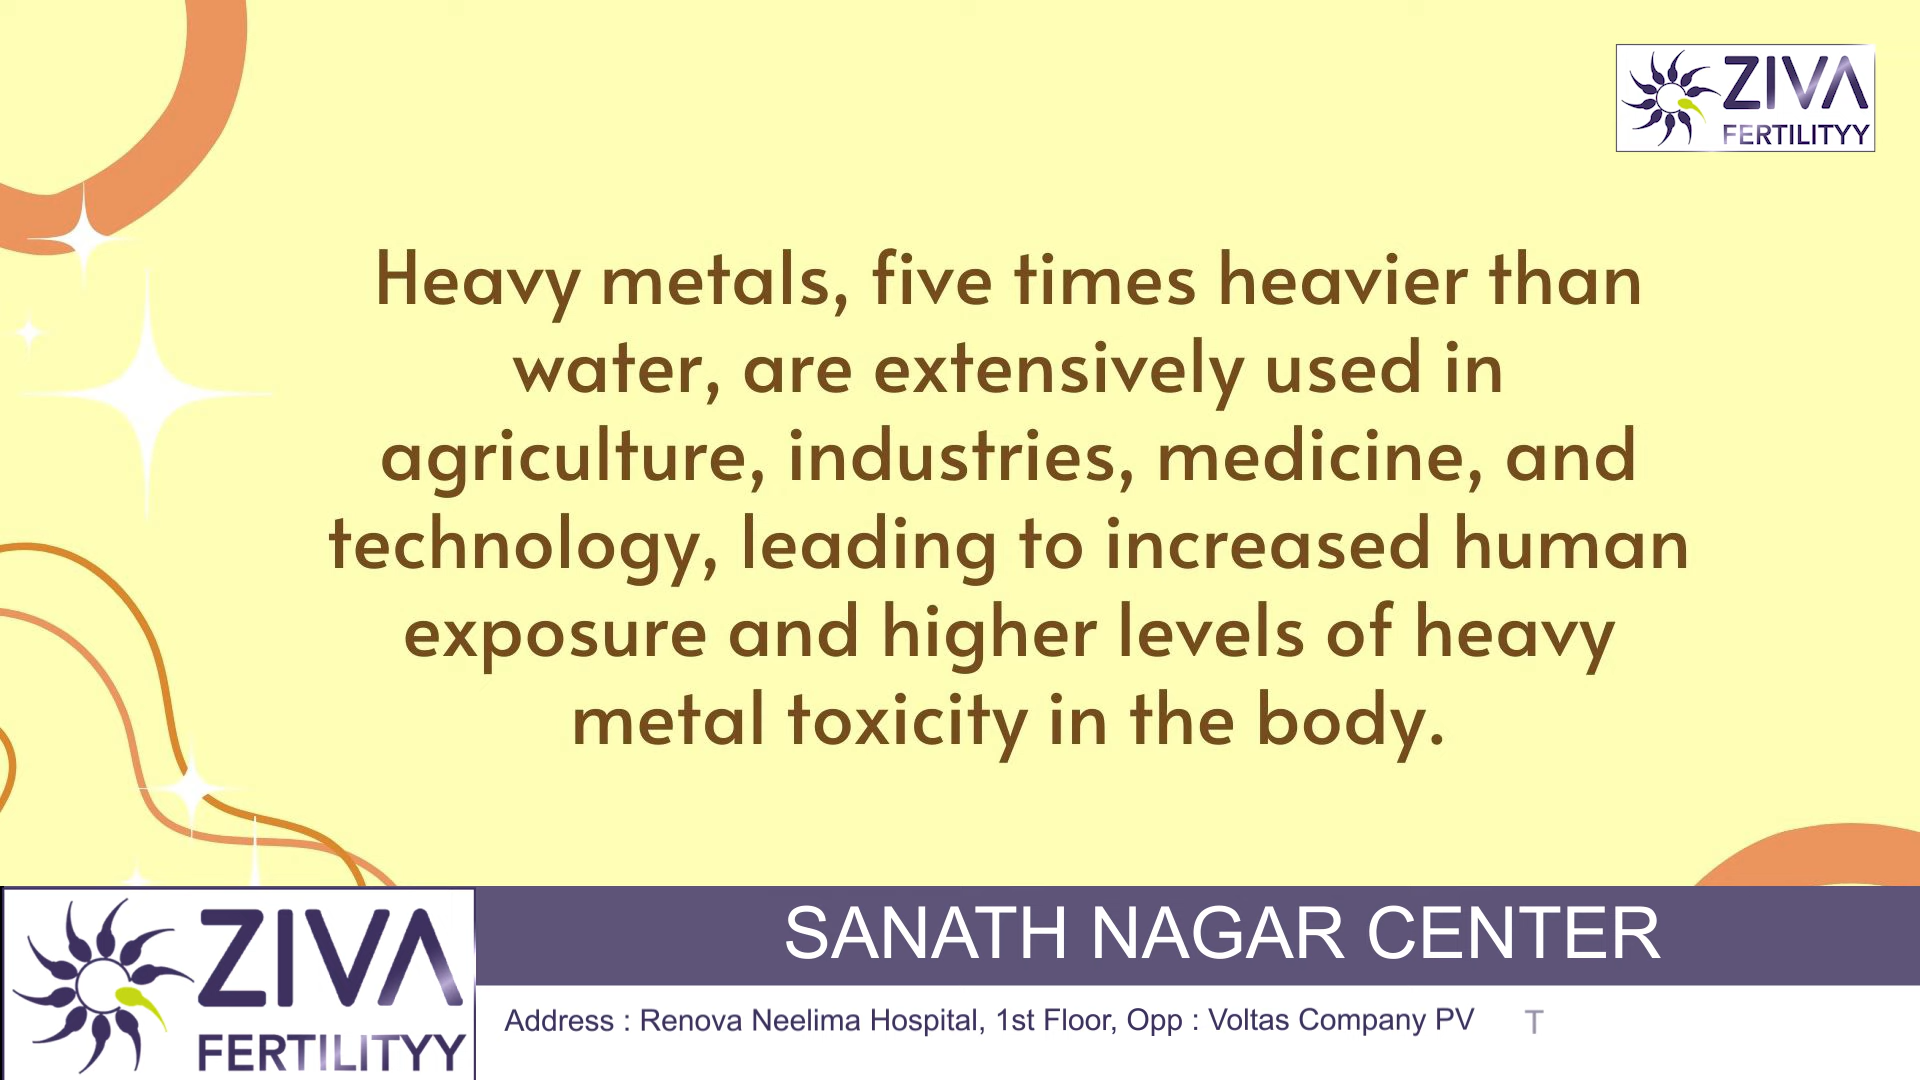 ZIVA
FERTILITYY
Heavy metals, five times heavier than
water, are extensively used in
agriculture, industries, medicine, and
technology, leading to increased human
exposure and higher levels of heavy
metal toxicity in the body.
ZIVA
FERTILITYY
SANATH NAGAR CENTER
Address : Renova Neelima Hospital, 1st Floor, Opp : Voltas Company PV T